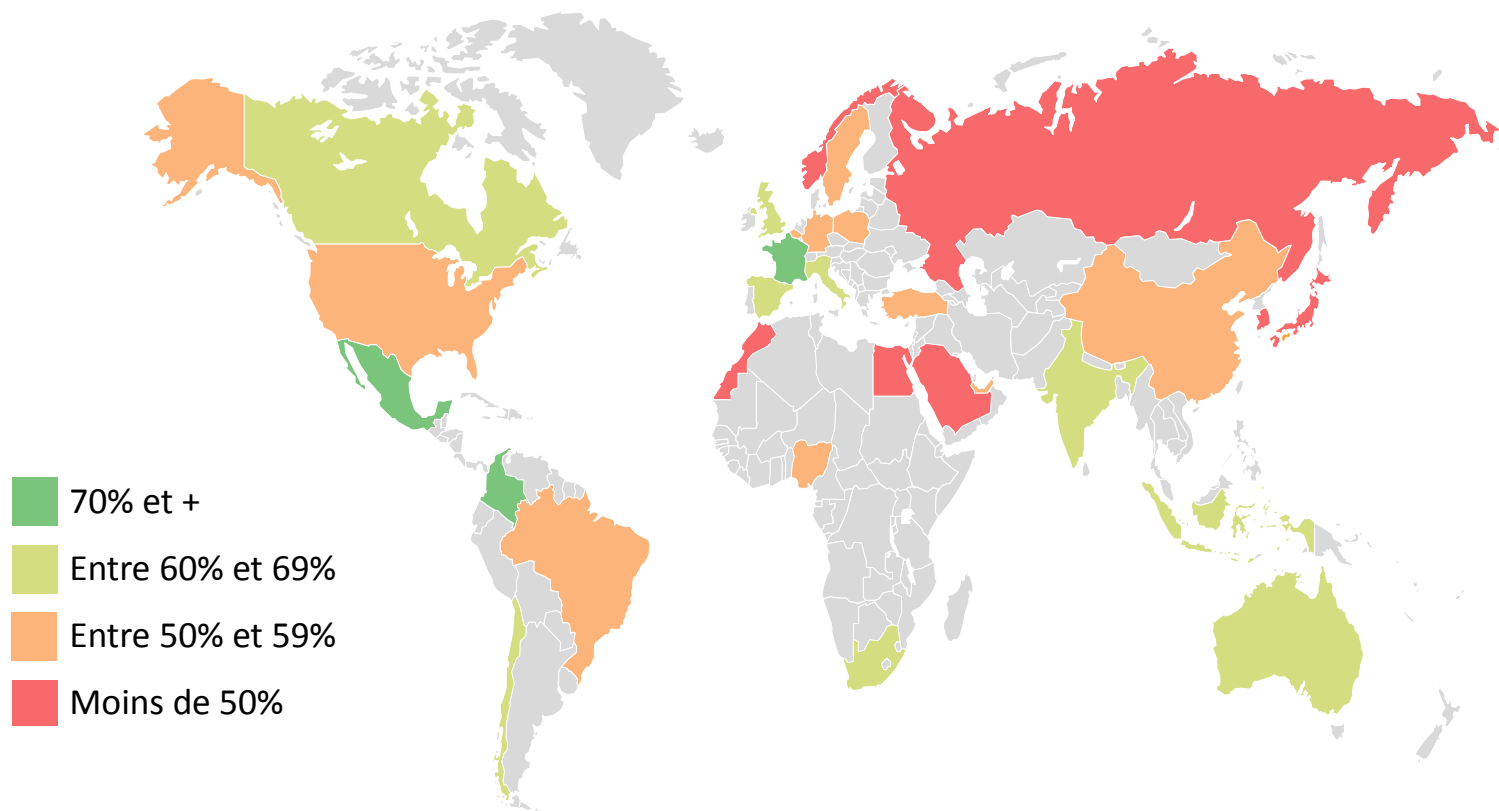 70% et +
Entre 60% et 69%
Entre 50% et 59%
Moins de 50%